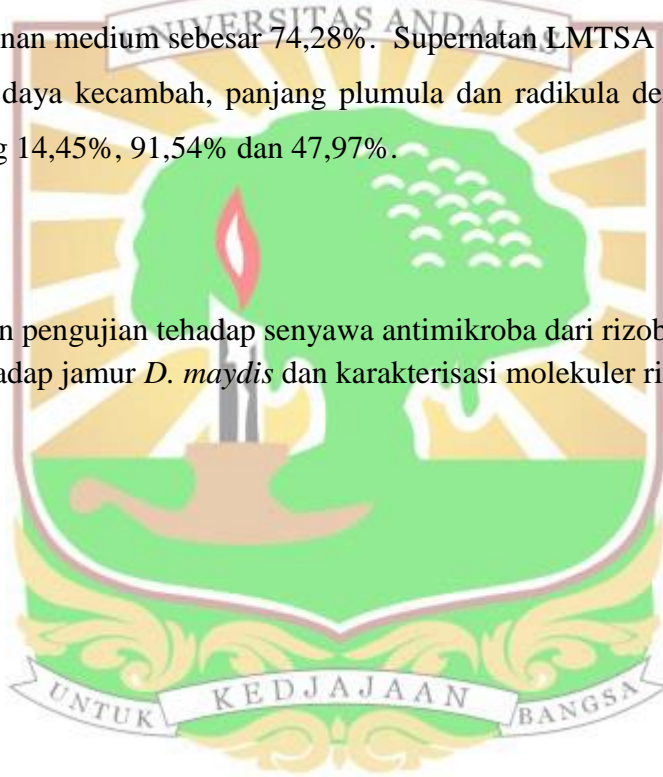 UNIVERSITAS ANDALAS
nan medium sebesar 74,28%. Supernatan LMTSA
daya kecambah, panjang plumula dan radikula de
g 14,45%, 91,54% dan 47,97%.
n pengujian tehadap senyawa antimikroba dari rizob
adap jamur D. maydis dan karakterisasi molekuler ri
UNTUK KEDJAJAAN BANGSA